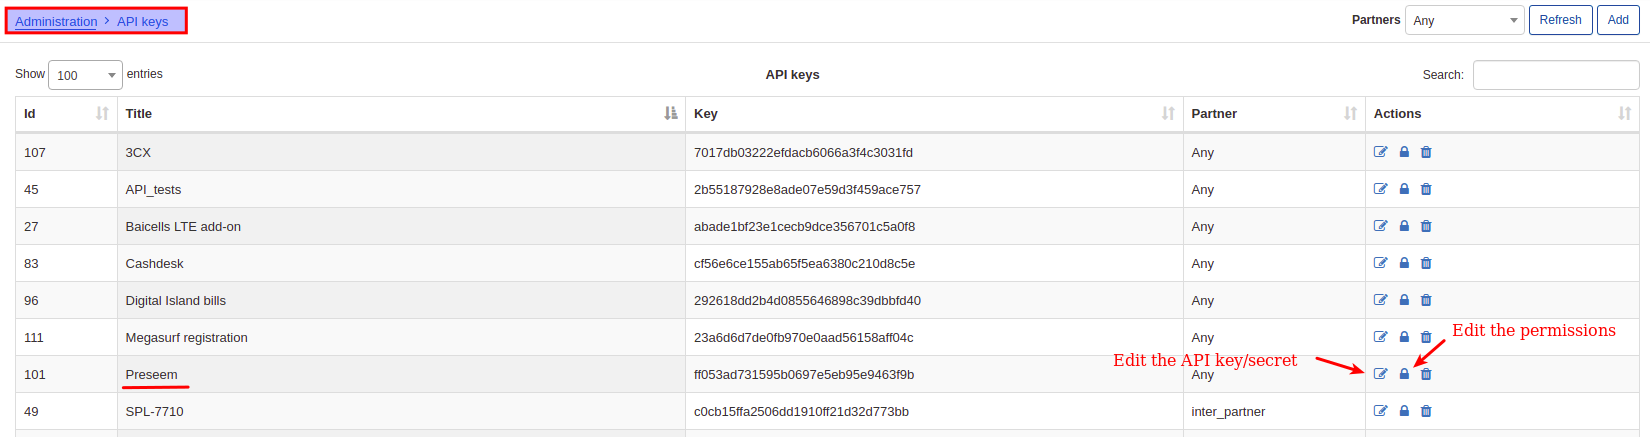 Administration > API keys
Partners Any Refresh Add
Show 100 entries
API keys
Search:
Id Title Key Partner Actions
107 3CX 7017db03222efdacb6066a3f4c3031fd Any
45 API_tests 2b55187928e8ade07e59d3f459ace757 Any
27 Baicells LTE add-on abade1bf23e1cecb9dce356701c5a0f8 Any
83 Cashdesk cf56e6ce155ab65f5ea6380c210d8c5e Any
96 Digital Island bills 292618dd2b4d0855646898c39dbbfd40 Any
111 Megasurf registration 23a6d6d7de0fb970e0aad56158aff04c Any
Edit the permissions
Edit the API key/secret
101 Preseem ff053ad731595b0697e5eb95e9463f9b Any
49 SPL-7710 c0cb15ffa2506dd1910ff21d32d773bb inter_partner